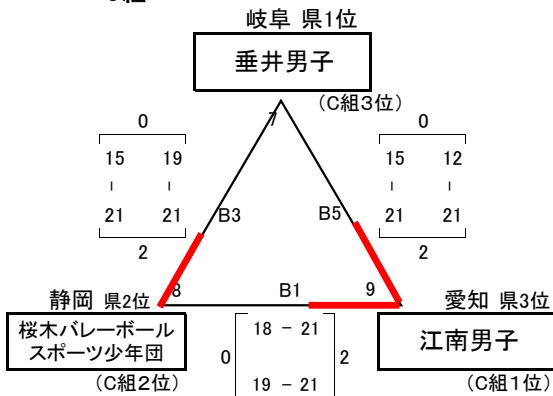 岐阜 県1位
垂井男子
(C組3位)
7
0
15 19
- -
21 21
2
B3
0
15 12
- -
21 21
2
B5
静岡 県2位
8
B1
9
愛知 県3位
桜木バレーボール
スポーツ少年団
(C組2位)
0
18 - 21
19 - 21
2
江南男子
(C組1位)